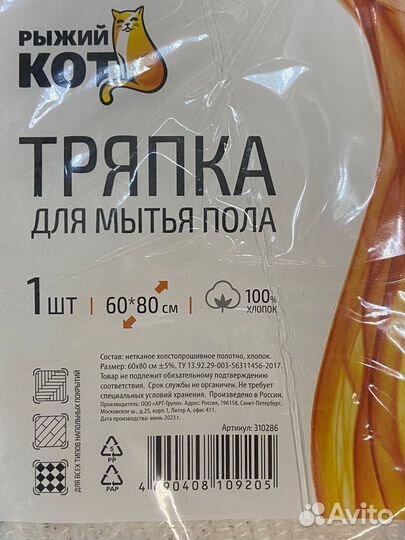 РЫЖИЙ
КОТ
ТРЯПКА
ДЛЯ МЫТЬЯ ПОЛА
1 ШТ
60*80 СМ
100% ХЛОПОК
Состав: нетканое холстопрошивное полотно, хлопок.
Размер: 60х80 см ±5%. ТУ 13.92.29-003-56311456-2017.
Товар не подлежит обязательному подтверждению
соответствия. Срок службы не ограничен. Не требует
специальных условий хранения.
Производитель: ООО «АРТ-Групп». Адрес: Россия, 196158, Санкт-Петербург,
Московское ш., д.25, корп.1, Литер А, офис 411.
Дата производства: июнь 2023 г.
Артикул: 310286
ДЛЯ ВСЕХ ТИПОВ НАПОЛЬНЫХ ПОКРЫТИЙ
5
PP
PAP
4 690408 109205
Avito